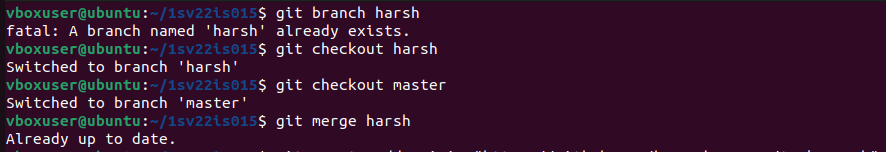 vboxuser@ubuntu:~/1sv22is015$ git branch harsh
fatal: A branch named 'harsh' already exists.
vboxuser@ubuntu:~/1sv22is015$ git checkout harsh
Switched to branch 'harsh'
vboxuser@ubuntu:~/1sv22is015$ git checkout master
Switched to branch 'master'
vboxuser@ubuntu:~/1sv22is015$ git merge harsh
Already up to date.